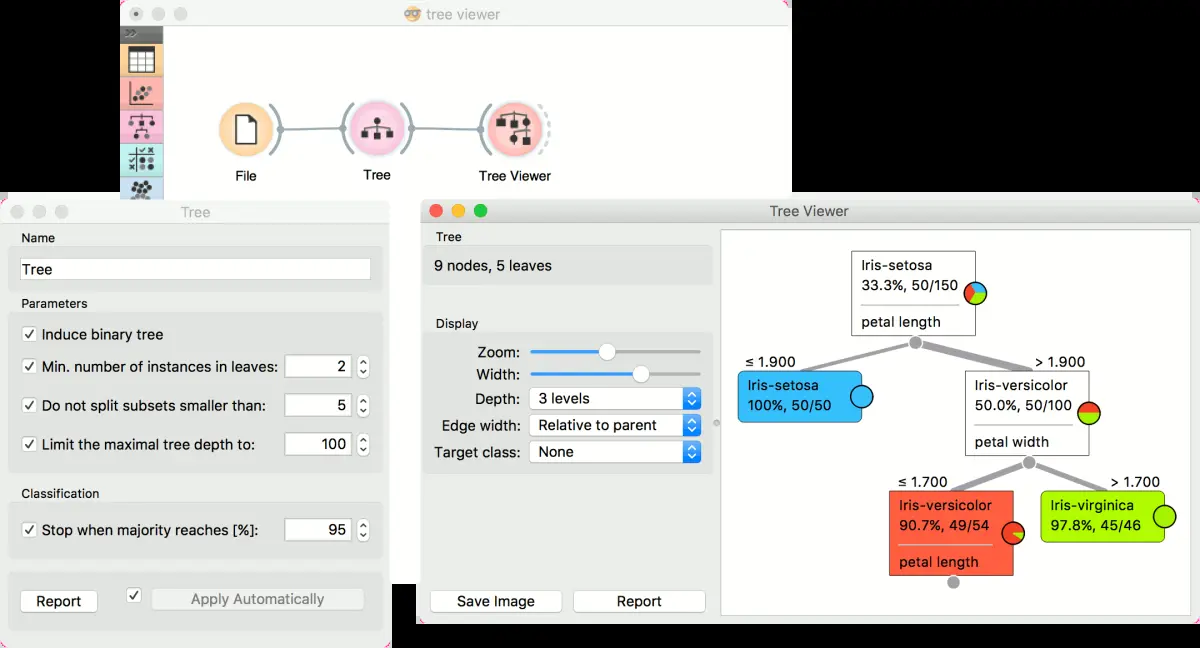 tree viewer
File
Tree
Tree Viewer
Tree
Name
Tree
Parameters
Induce binary tree
Min. number of instances in leaves: 2
Do not split subsets smaller than: 5
Limit the maximal tree depth to: 100
Classification
Stop when majority reaches [%]: 95
Report
Apply Automatically
Tree Viewer
Tree
9 nodes, 5 leaves
Display
Zoom:
Width:
Depth: 3 levels
Edge width: Relative to parent
Target class: None
Save Image
Report
Iris-setosa
33.3%, 50/150
petal length
≤ 1.900
> 1.900
Iris-setosa
100%, 50/50
Iris-versicolor
50.0%, 50/100
petal width
≤ 1.700
> 1.700
Iris-versicolor
90.7%, 49/54
petal length
Iris-virginica
97.8%, 45/46